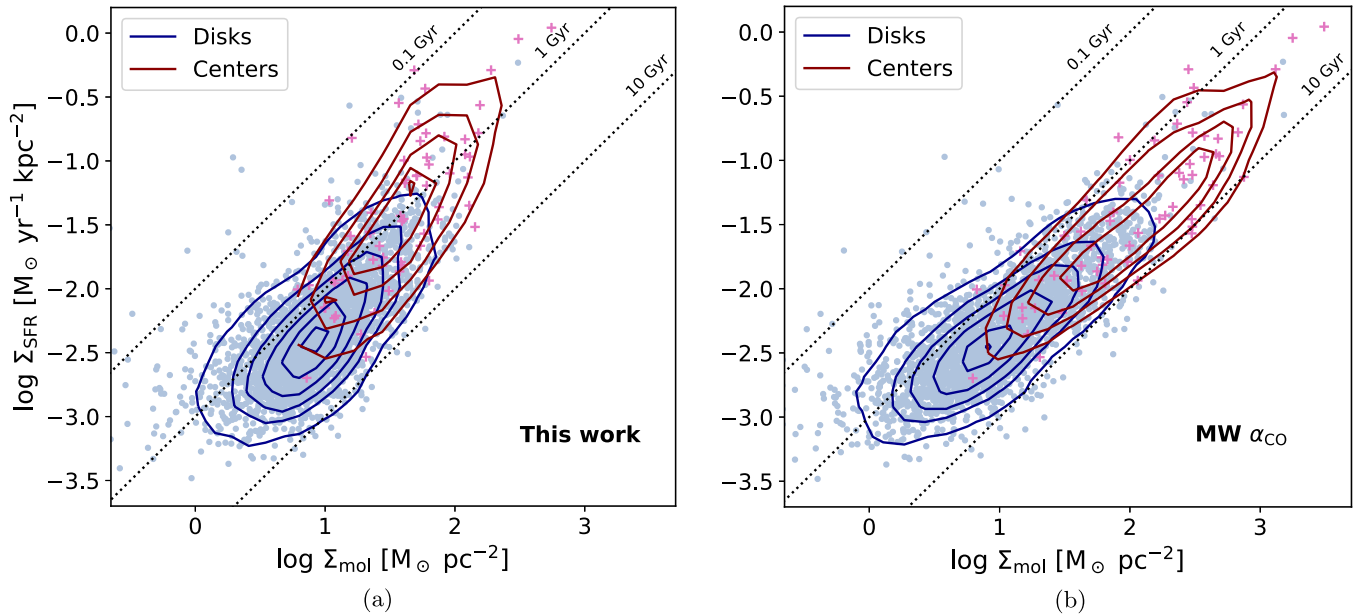 Disks
Centers
0.1 Gyr
1 Gyr
10 Gyr
This work
0.0
−0.5
−1.0
−1.5
−2.0
−2.5
−3.0
−3.5
log Σ_SFR [M⊙ yr⁻¹ kpc⁻²]
0 1 2 3
log Σ_mol [M⊙ pc⁻²]
(a)
Disks
Centers
0.1 Gyr
1 Gyr
10 Gyr
MW α_CO
0.0
−0.5
−1.0
−1.5
−2.0
−2.5
−3.0
−3.5
0 1 2 3
log Σ_mol [M⊙ pc⁻²]
(b)